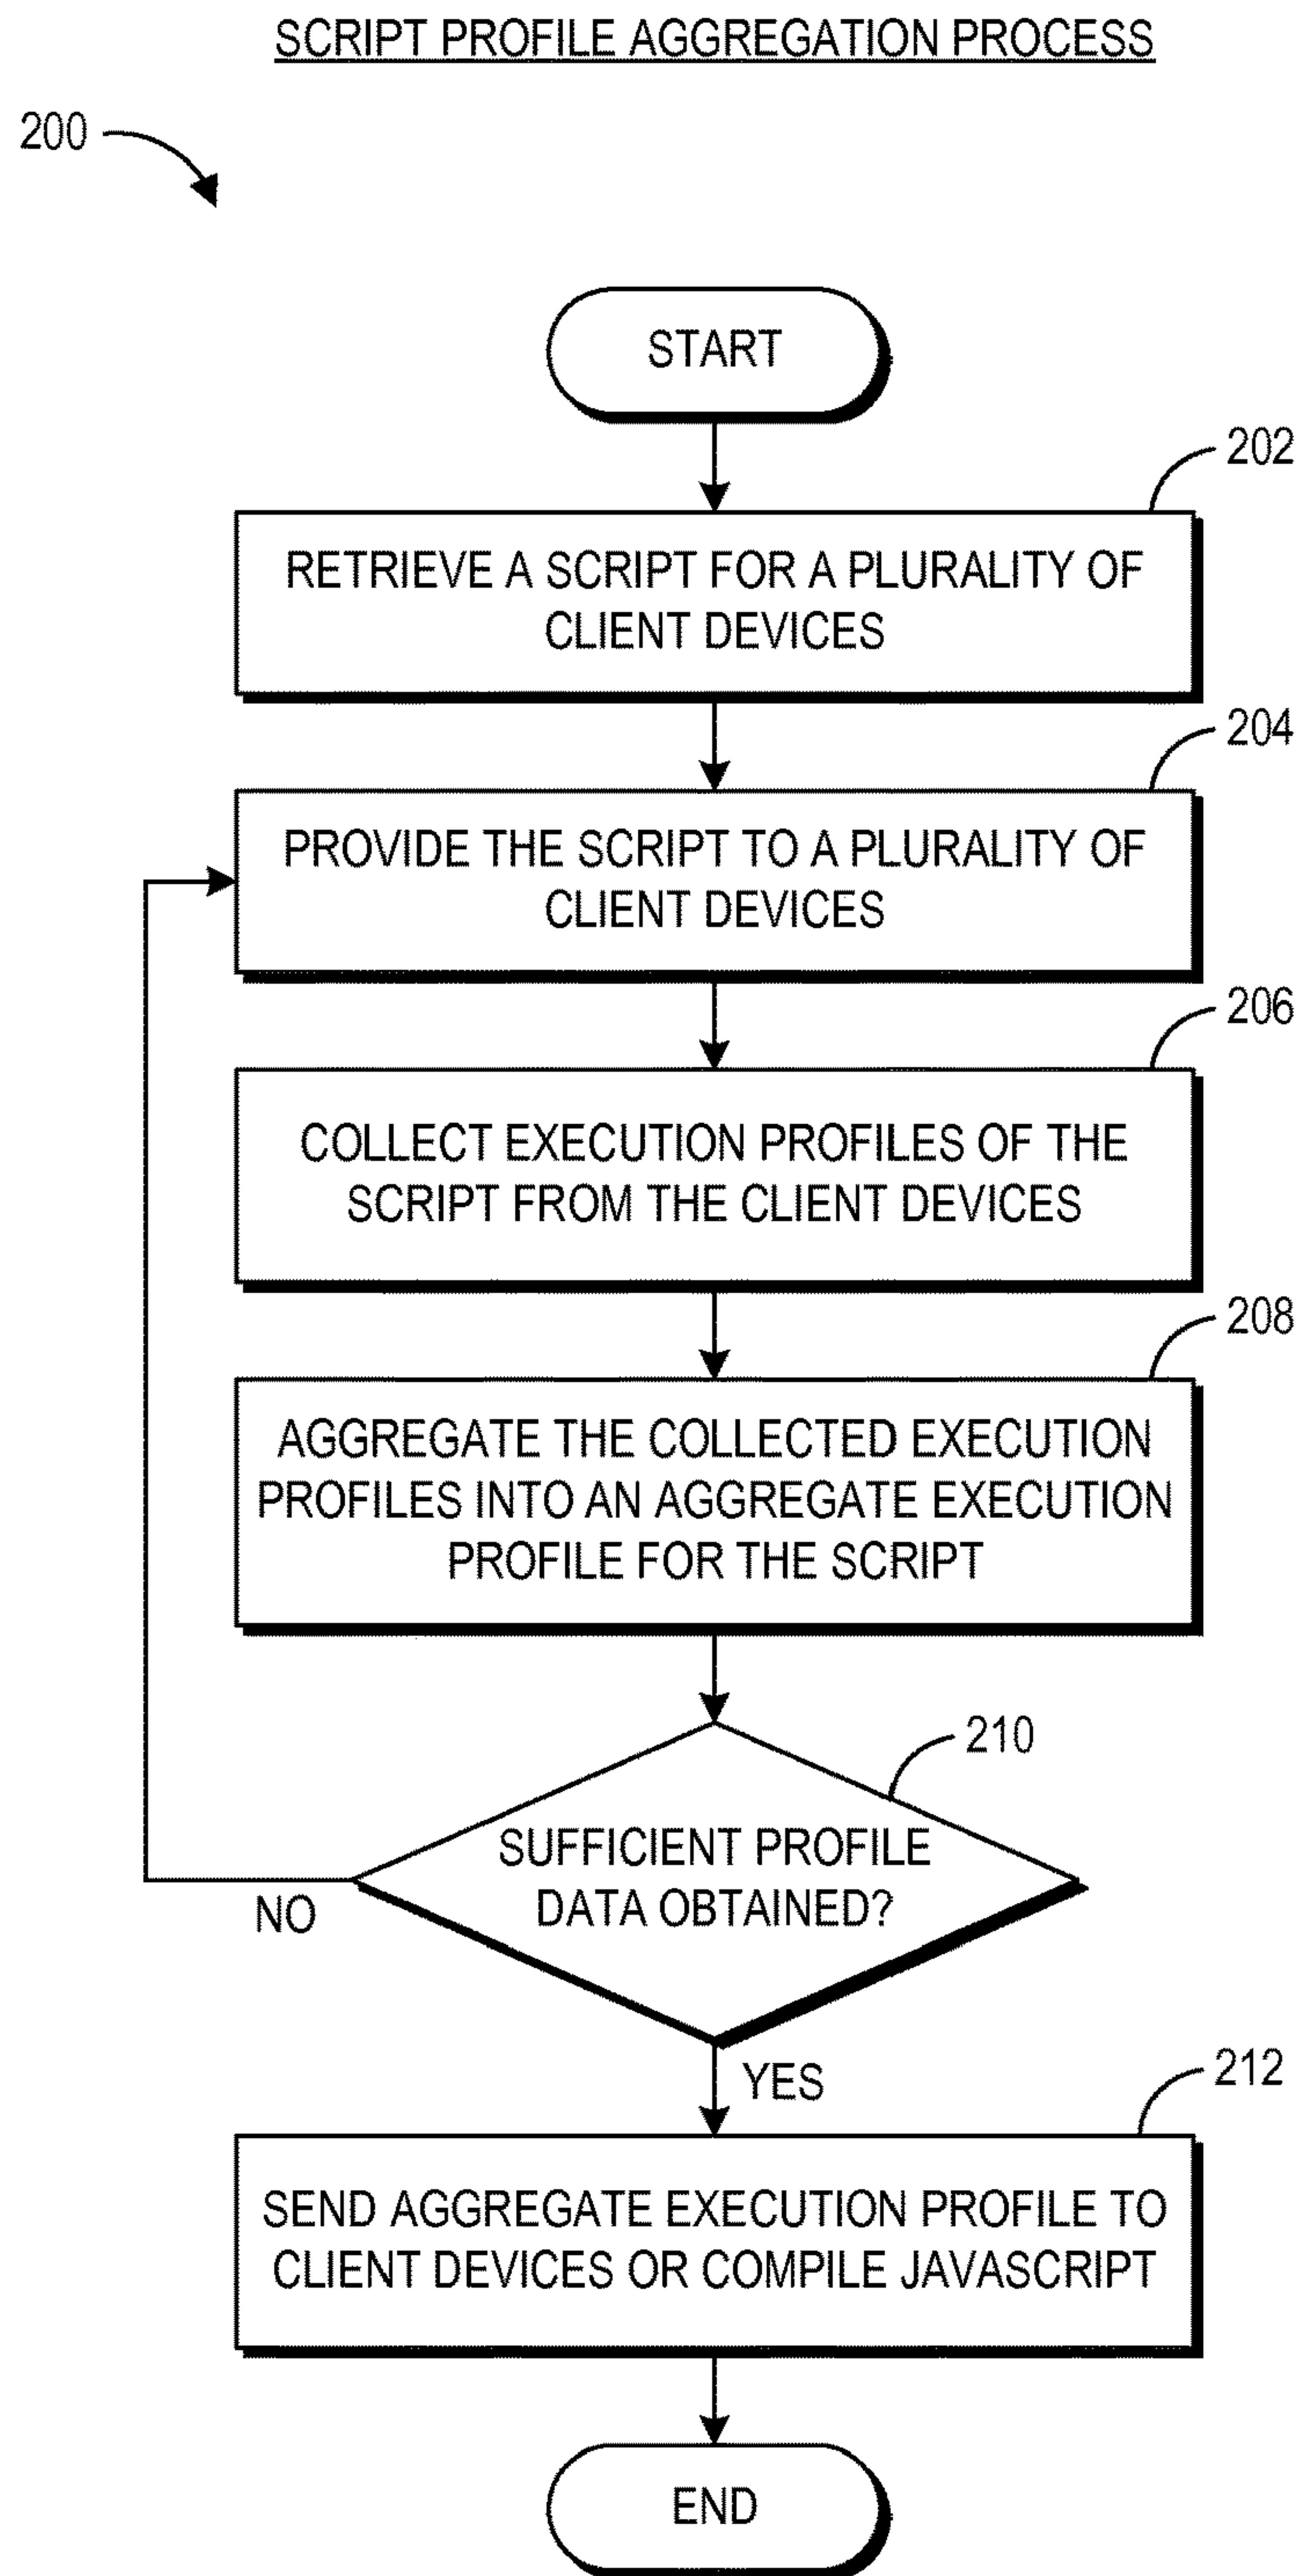 SCRIPT PROFILE AGGREGATION PROCESS
200
START
202
RETRIEVE A SCRIPT FOR A PLURALITY OF
CLIENT DEVICES
204
PROVIDE THE SCRIPT TO A PLURALITY OF
CLIENT DEVICES
206
COLLECT EXECUTION PROFILES OF THE
SCRIPT FROM THE CLIENT DEVICES
208
AGGREGATE THE COLLECTED EXECUTION
PROFILES INTO AN AGGREGATE EXECUTION
PROFILE FOR THE SCRIPT
210
SUFFICIENT PROFILE
DATA OBTAINED?
NO
YES
212
SEND AGGREGATE EXECUTION PROFILE TO
CLIENT DEVICES OR COMPILE JAVASCRIPT
END